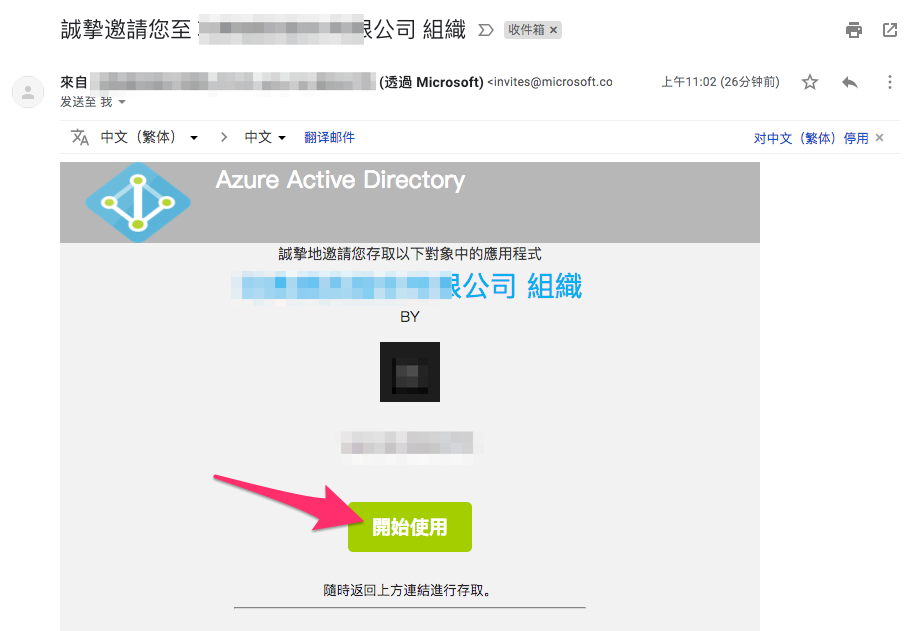 誠摯邀請您至 公司 組織 收件箱 ×
來自 (透過 Microsoft) <invites@microsoft.co 上午11:02 (26分钟前)
发送至 我
中文（繁体） > 中文 翻译邮件 对中文（繁体）停用 ×
Azure Active Directory
誠摯地邀請您存取以下對象中的應用程式
限公司 組織
BY
開始使用
隨時返回上方連結進行存取。